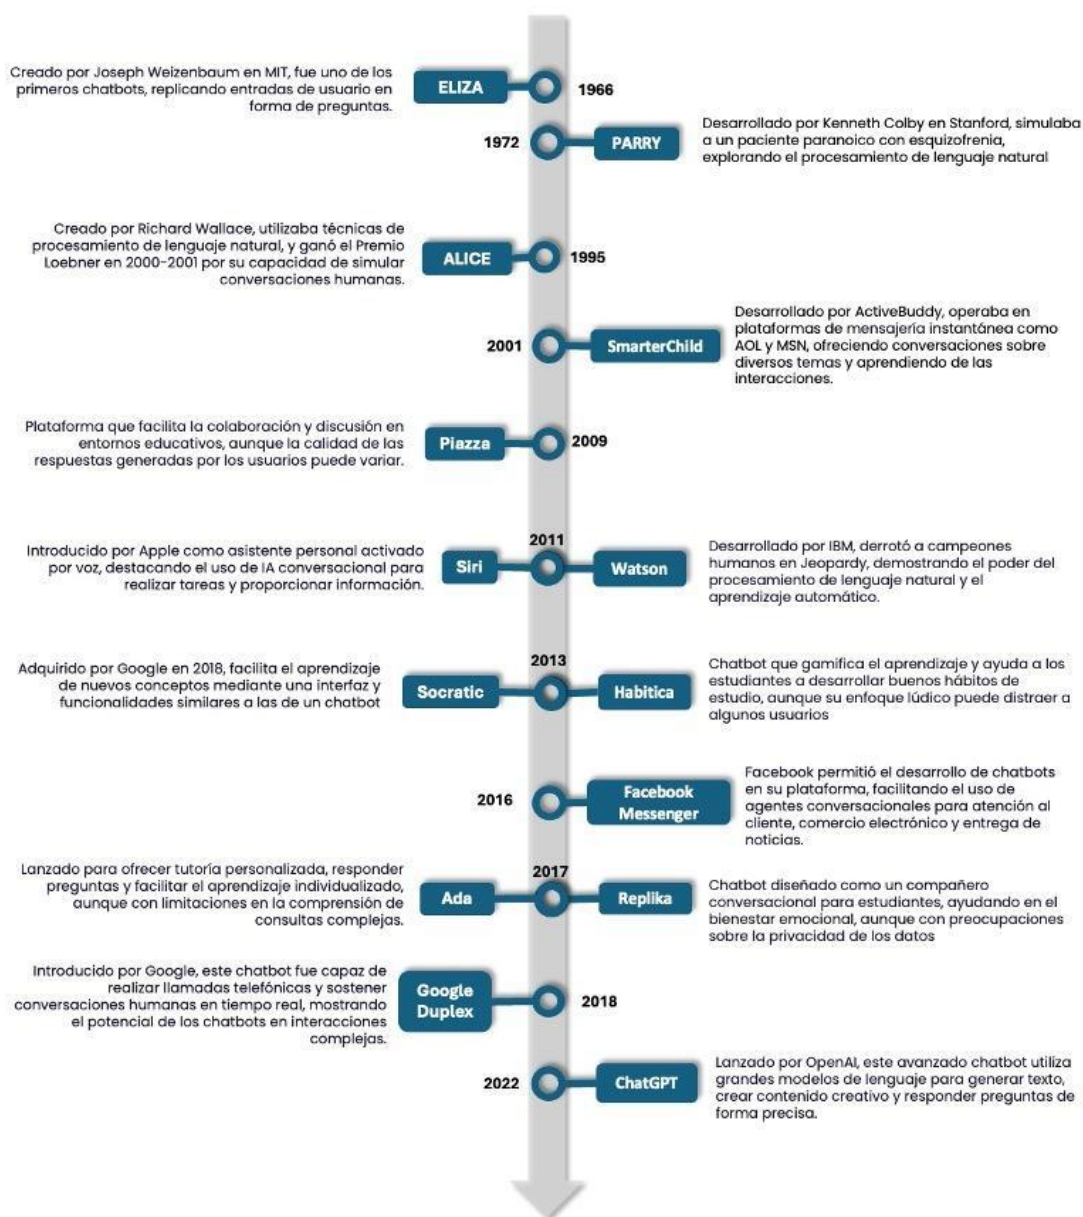 Creado por Joseph Weizenbaum en MIT, fue uno de los
primeros chatbots, replicando entradas de usuario en
forma de preguntas.
ELIZA
1966
1972
PARRY
Desarrollado por Kenneth Colby en Stanford, simulaba
a un paciente paranoico con esquizofrenia,
explorando el procesamiento de lenguaje natural
Creado por Richard Wallace, utilizaba técnicas de
procesamiento de lenguaje natural, y ganó el Premio
Loebner en 2000-2001 por su capacidad de simular
conversaciones humanas.
ALICE
1995
2001
SmarterChild
Desarrollado por ActiveBuddy, operaba en
plataformas de mensajería instantánea como
AOL y MSN, ofreciendo conversaciones sobre
diversos temas y aprendiendo de las
interacciones.
Plataforma que facilita la colaboración y discusión en
entornos educativos, aunque la calidad de las
respuestas generadas por los usuarios puede variar.
Piazza
2009
2011
Introducido por Apple como asistente personal activado
por voz, destacando el uso de IA conversacional para
realizar tareas y proporcionar información.
Siri
Watson
Desarrollado por IBM, derrotó a campeones
humanos en Jeopardy, demostrando el poder del
procesamiento de lenguaje natural y el
aprendizaje automático.
2013
Adquirido por Google en 2018, facilita el aprendizaje
de nuevos conceptos mediante una interfaz y
funcionalidades similares a las de un chatbot
Socratic
Habitica
Chatbot que gamifica el aprendizaje y ayuda a los
estudiantes a desarrollar buenos hábitos de
estudio, aunque su enfoque lúdico puede distraer a
algunos usuarios
2016
Facebook
Messenger
Facebook permitió el desarrollo de chatbots
en su plataforma, facilitando el uso de
agentes conversacionales para atención al
cliente, comercio electrónico y entrega de
noticias.
2017
Lanzado para ofrecer tutoría personalizada, responder
preguntas y facilitar el aprendizaje individualizado,
aunque con limitaciones en la comprensión de
consultas complejas.
Ada
Replika
Chatbot diseñado como un compañero
conversacional para estudiantes, ayudando en el
bienestar emocional, aunque con preocupaciones
sobre la privacidad de los datos
Introducido por Google, este chatbot fue capaz de
realizar llamadas telefónicas y sostener
conversaciones humanas en tiempo real, mostrando
el potencial de los chatbots en interacciones
complejas.
Google
Duplex
2018
2022
ChatGPT
Lanzado por OpenAI, este avanzado chatbot utiliza
grandes modelos de lenguaje para generar texto,
crear contenido creativo y responder preguntas de
forma precisa.